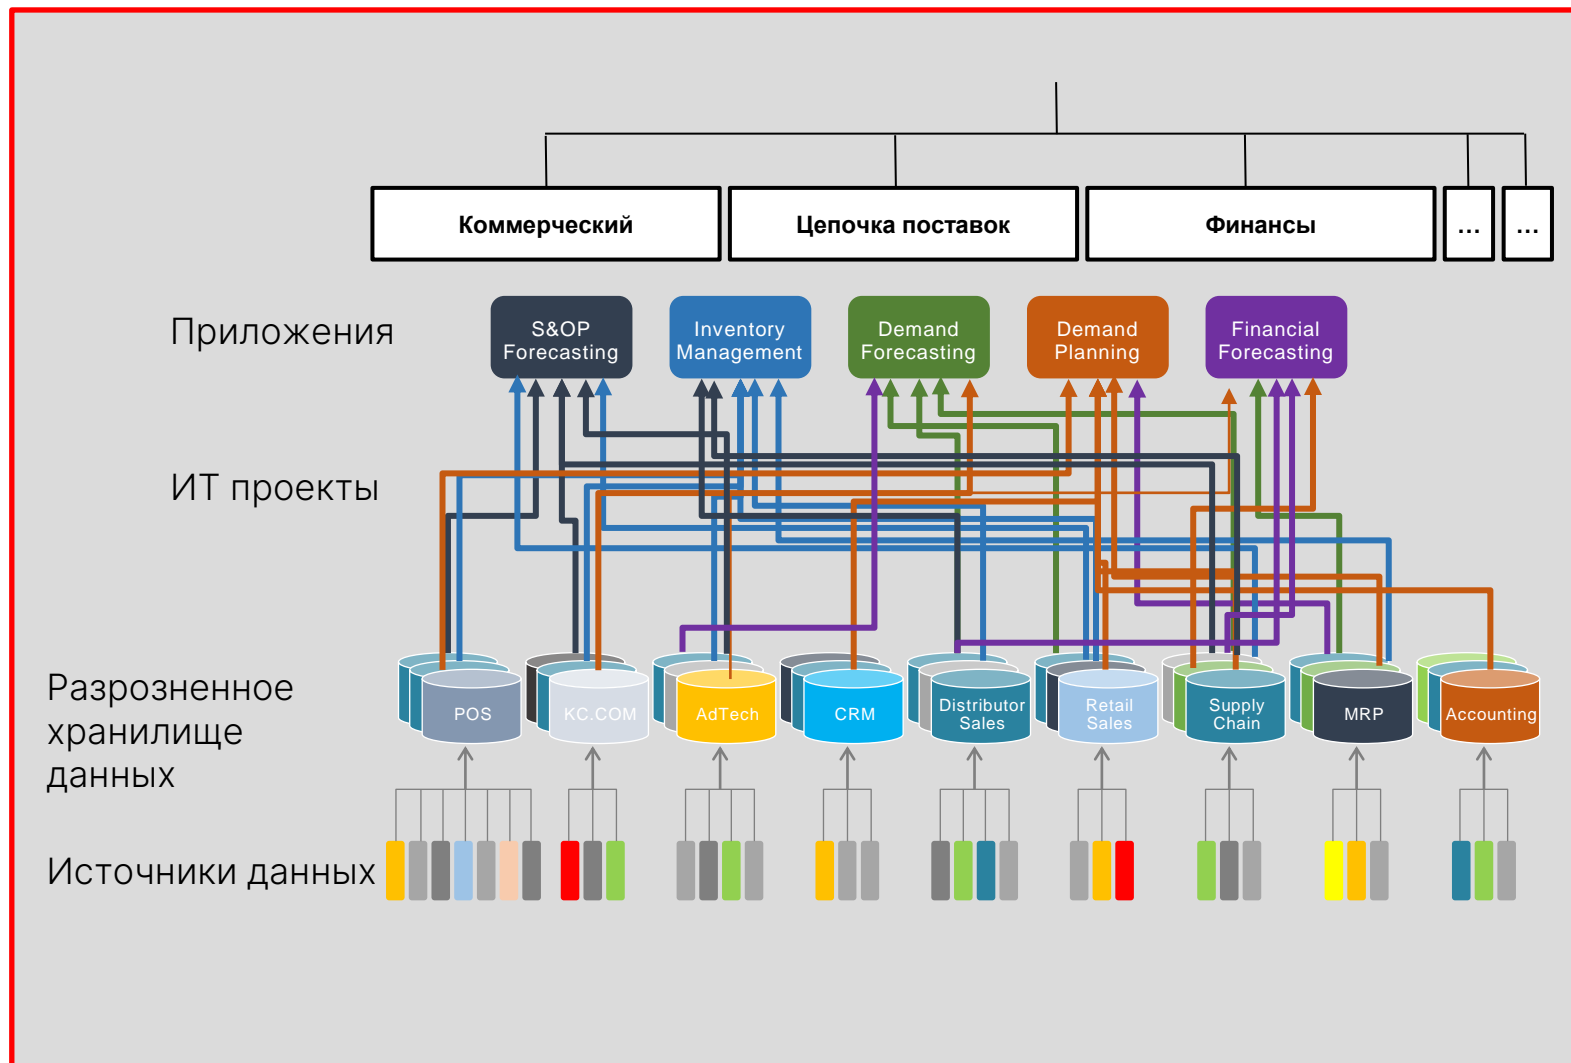 Коммерческий
Цепочка поставок
Финансы
...
...
Приложения
S&OP
Forecasting
Inventory
Management
Demand
Forecasting
Demand
Planning
Financial
Forecasting
ИТ проекты
Разрозненное
хранилище
данных
POS
KC.COM
AdTech
CRM
Distributor
Sales
Retail
Sales
Supply
Chain
MRP
Accounting
Источники данных